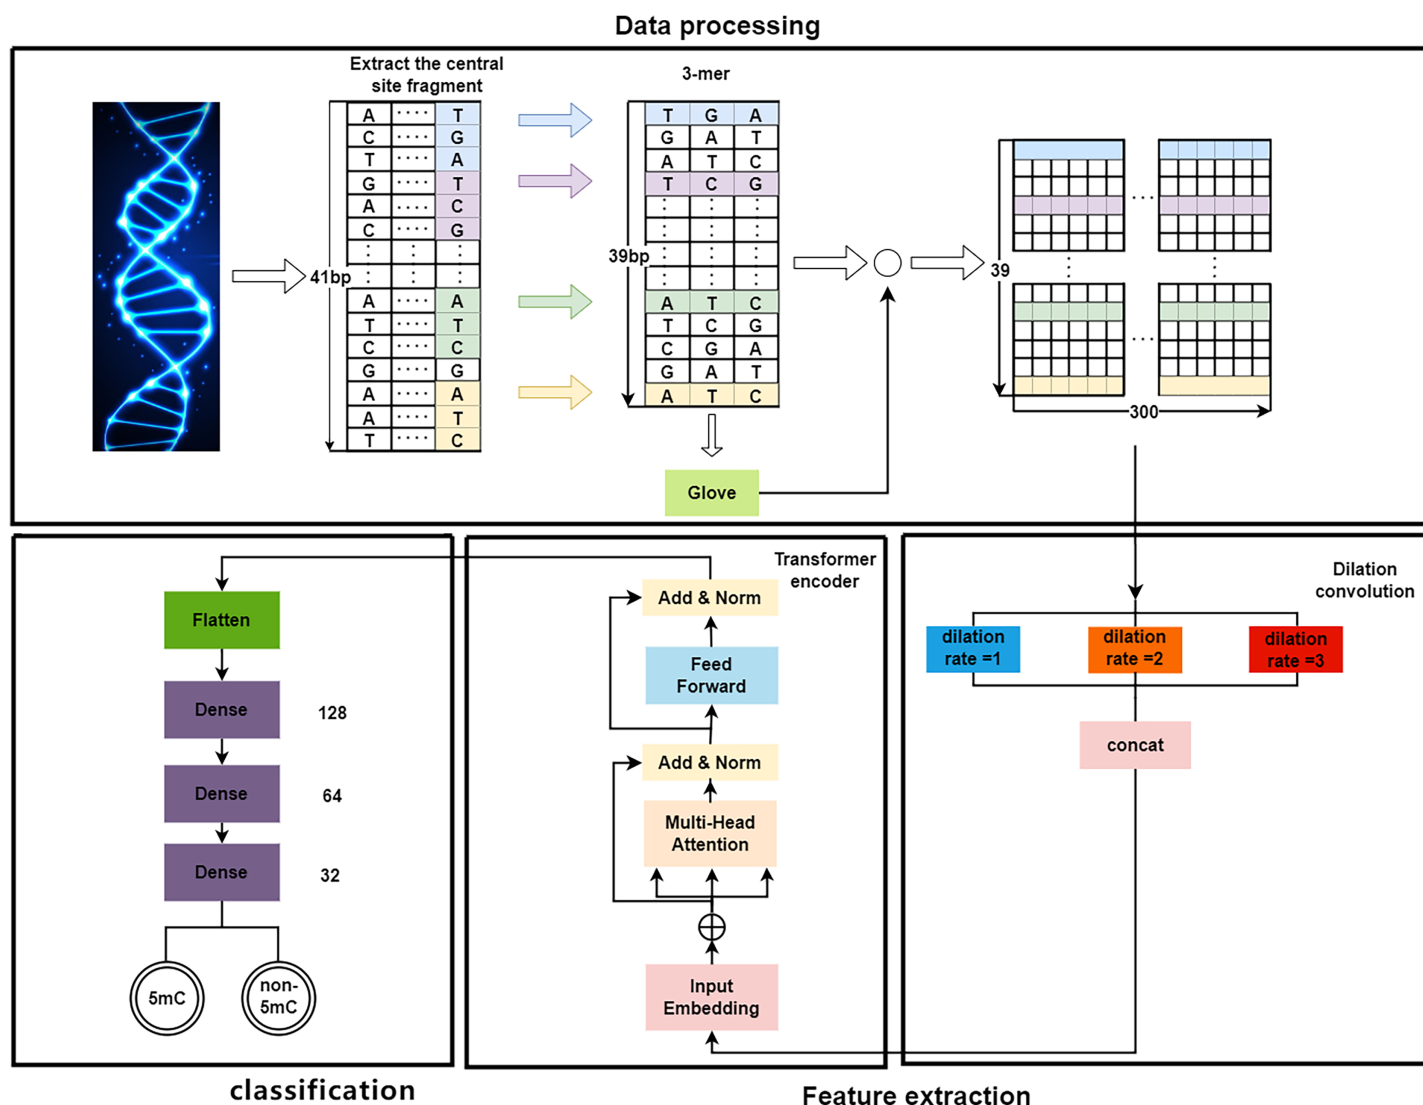 Data processing
Extract the central
site fragment
3-mer
A ···· T
C ···· G
T ···· A
G ···· T
A ···· C
C ···· G
A ···· A
T ···· T
C ···· C
G ···· G
A ···· A
A ···· T
T ···· C
41bp
T G A
G A T
A T C
T C G
A T C
T C G
C G A
G A T
A T C
39bp
39
300
Glove
Transformer
encoder
Add & Norm
Feed
Forward
Add & Norm
Multi-Head
Attention
Input
Embedding
Dilation
convolution
dilation
rate =1
dilation
rate =2
dilation
rate =3
concat
Flatten
Dense
128
Dense
64
Dense
32
5mC
non-
5mC
classification
Feature extraction